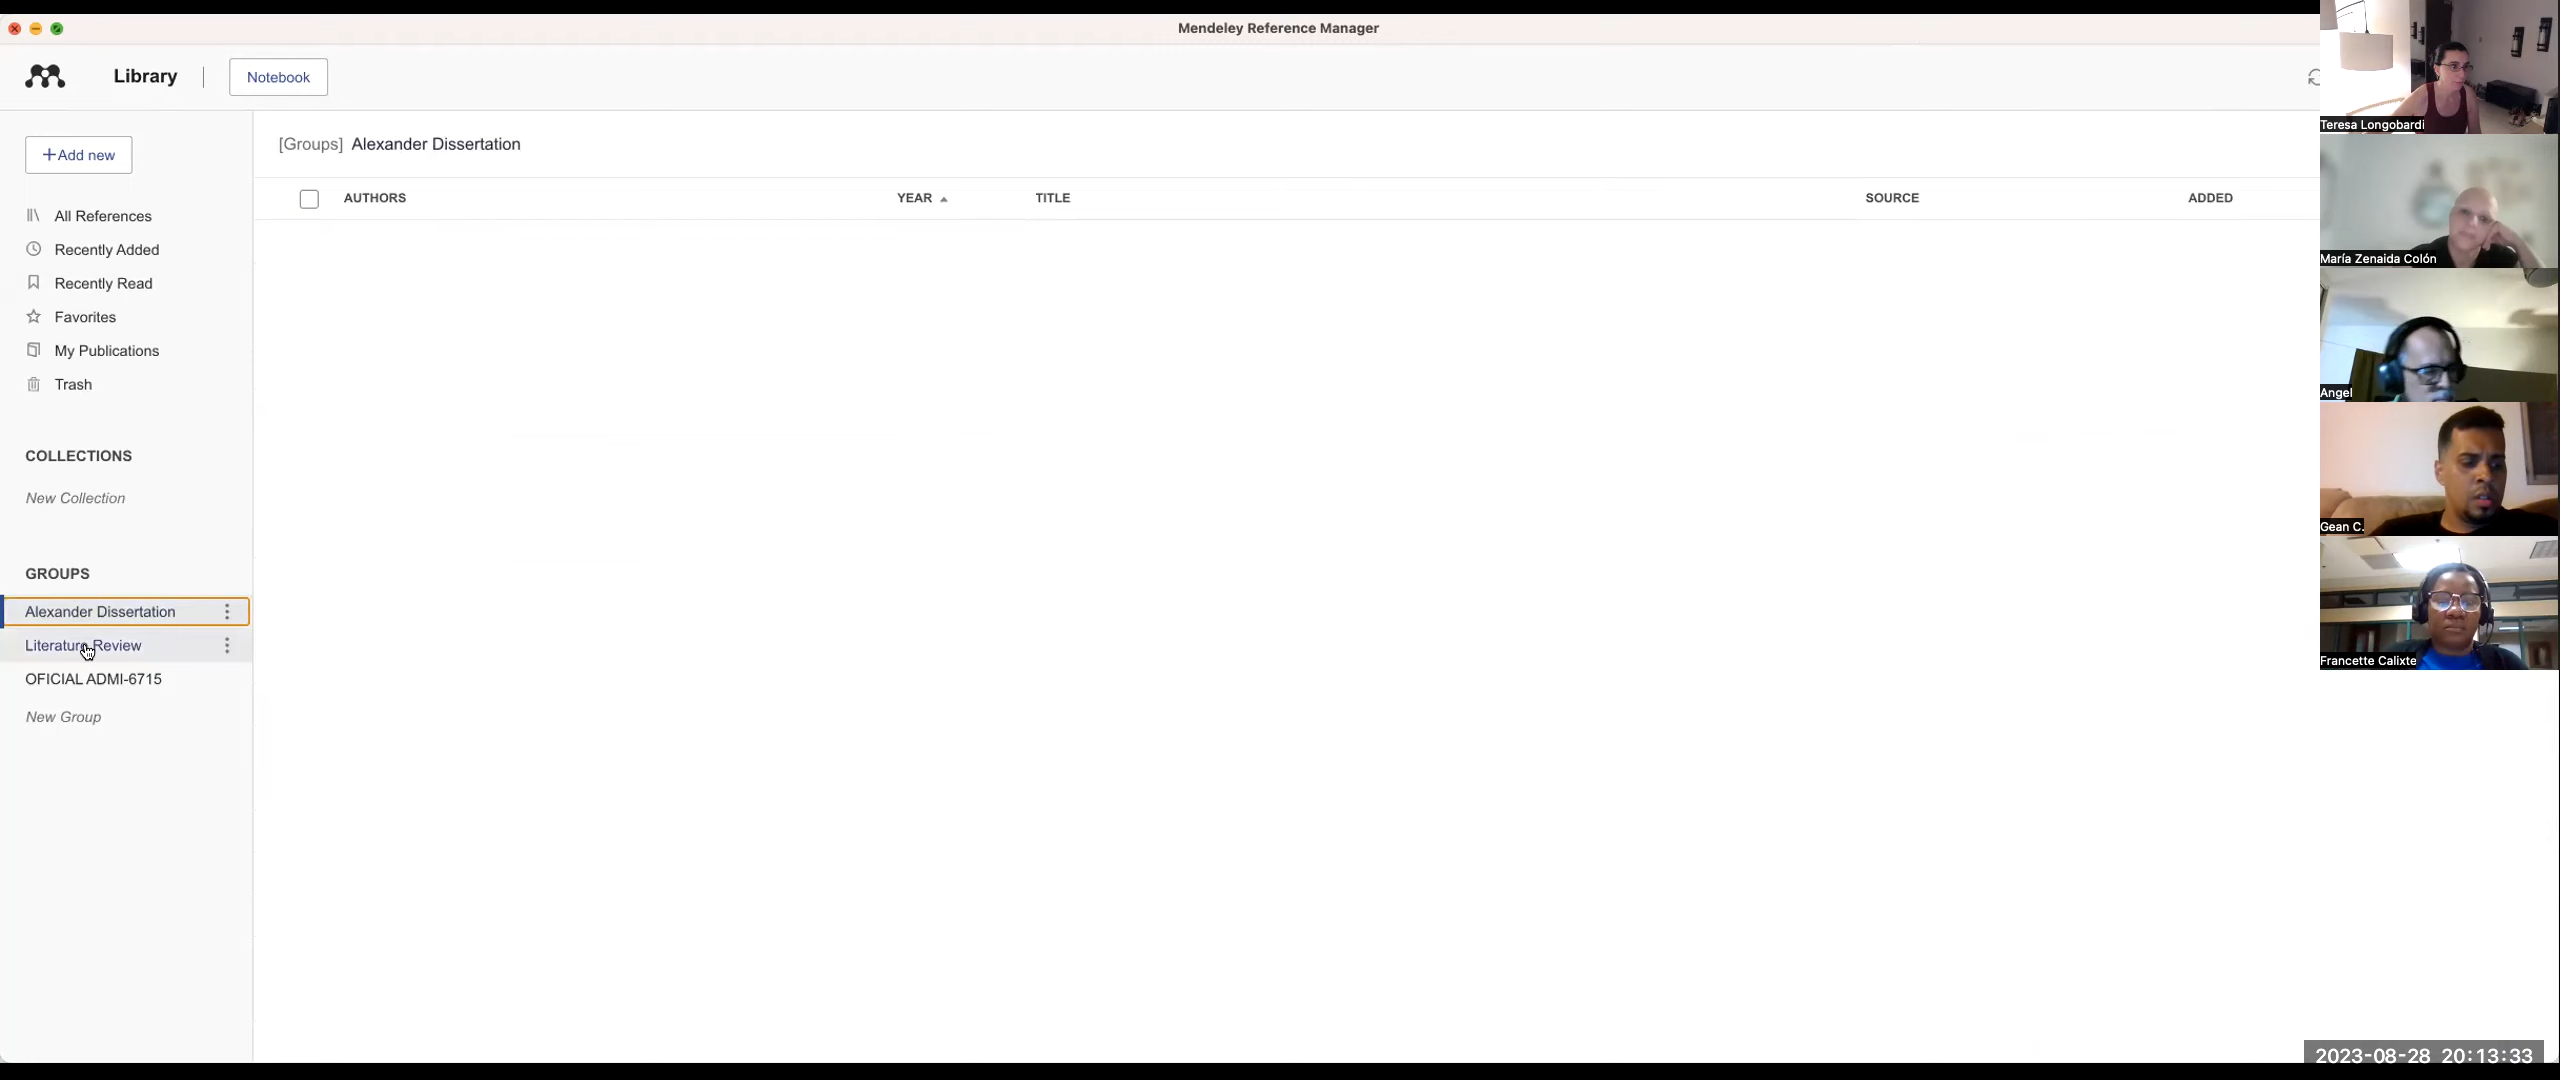 Mendeley Reference Manager
Library
Notebook
+Add new
All References
Recently Added
Recently Read
Favorites
My Publications
Trash
COLLECTIONS
New Collection
GROUPS
Alexander Dissertation
Literature Review
OFICIAL ADMI-6715
New Group
[Groups] Alexander Dissertation
AUTHORS YEAR TITLE SOURCE ADDED
Teresa Longobardi
María Zenaida Colón
Angel
Gean C.
Francette Calixte
2023-08-28 20:13:33